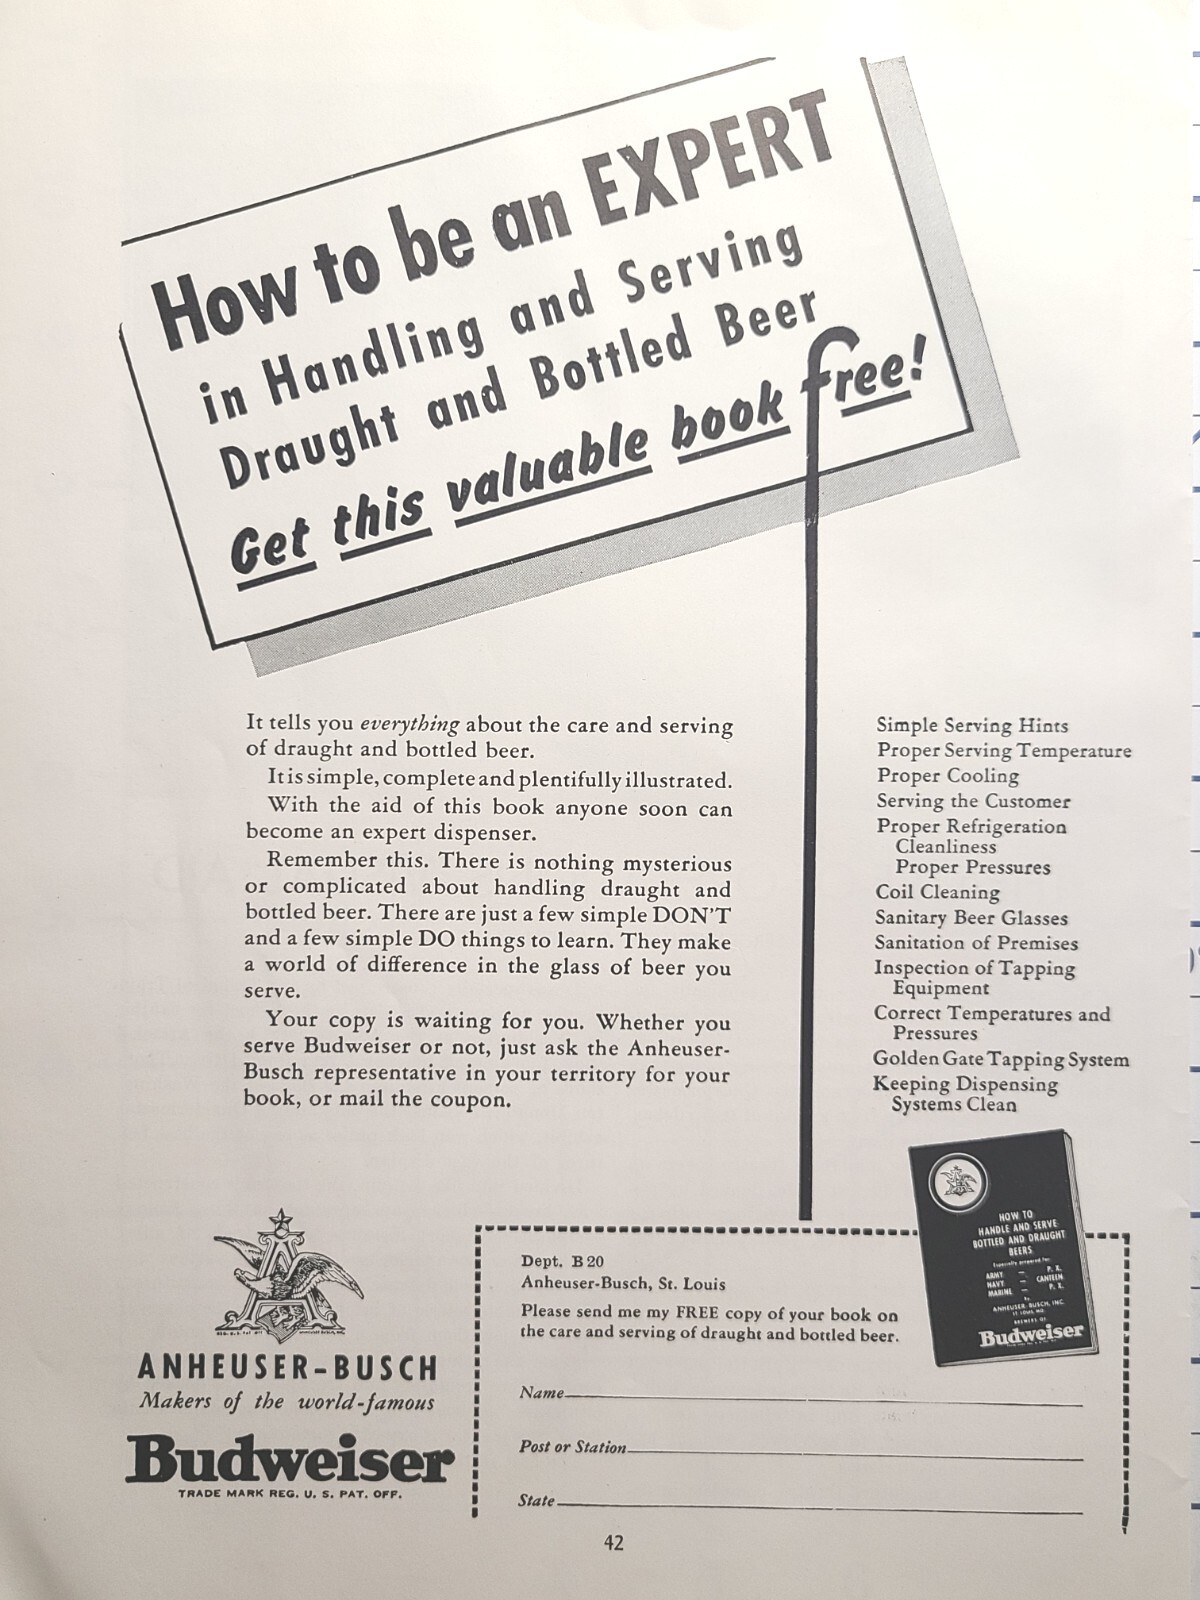 How to be an EXPERT
in Handling and Serving
Draught and Bottled Beer
Get this valuable book free!
It tells you everything about the care and serving
of draught and bottled beer.
It is simple, complete and plentifully illustrated.
With the aid of this book anyone soon can
become an expert dispenser.
Remember this. There is nothing mysterious
or complicated about handling draught and
bottled beer. There are just a few simple DON'T
and a few simple DO things to learn. They make
a world of difference in the glass of beer you
serve.
Your copy is waiting for you. Whether you
serve Budweiser or not, just ask the Anheuser-
Busch representative in your territory for your
book, or mail the coupon.
Simple Serving Hints
Proper Serving Temperature
Proper Cooling
Serving the Customer
Proper Refrigeration
Cleanliness
Proper Pressures
Coil Cleaning
Sanitary Beer Glasses
Sanitation of Premises
Inspection of Tapping
Equipment
Correct Temperatures and
Pressures
Golden Gate Tapping System
Keeping Dispensing
Systems Clean
HOW TO
HANDLE AND SERVE
BOTTLED AND DRAUGHT
BEERS
Especially prepared for
ARMY — P. X.
NAVY — CANTEEN
MARINE — P. X.
By
ANHEUSER-BUSCH, INC.
ST. LOUIS, MO.
BREWERS OF
Budweiser
A
ANHEUSER-BUSCH
Makers of the world-famous
Budweiser
TRADE MARK REG. U. S. PAT. OFF.
Dept. B 20
Anheuser-Busch, St. Louis
Please send me my FREE copy of your book on
the care and serving of draught and bottled beer.
Name
Post or Station
State
42